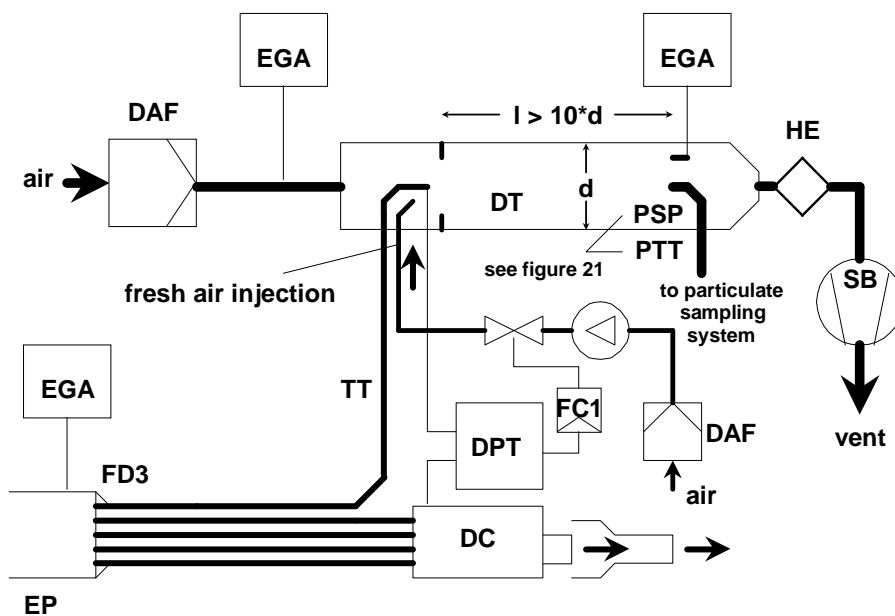 EGA
EGA
DAF
l > 10*d
HE
air
d
DT
PSP
PTT
see figure 21
fresh air injection
to particulate
sampling
system
SB
EGA
TT
FC1
DAF
vent
DPT
FD3
air
DC
EP